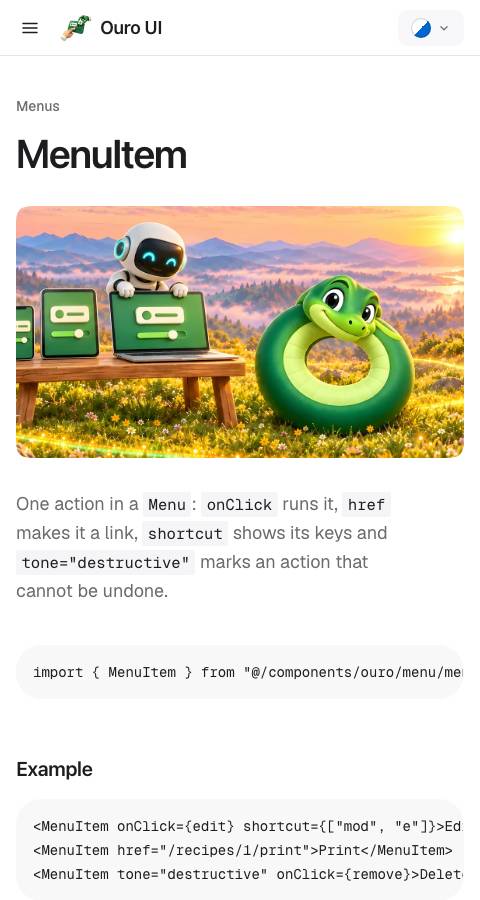 Ouro UI
Menus
MenuItem
One action in a Menu: onClick runs it, href
makes it a link, shortcut shows its keys and
tone="destructive" marks an action that
cannot be undone.
import { MenuItem } from "@/components/ouro/menu/me
Example
<MenuItem onClick={edit} shortcut={["mod", "e"]}>Ed
<MenuItem href="/recipes/1/print">Print</MenuItem>
<MenuItem tone="destructive" onClick={remove}>Delet